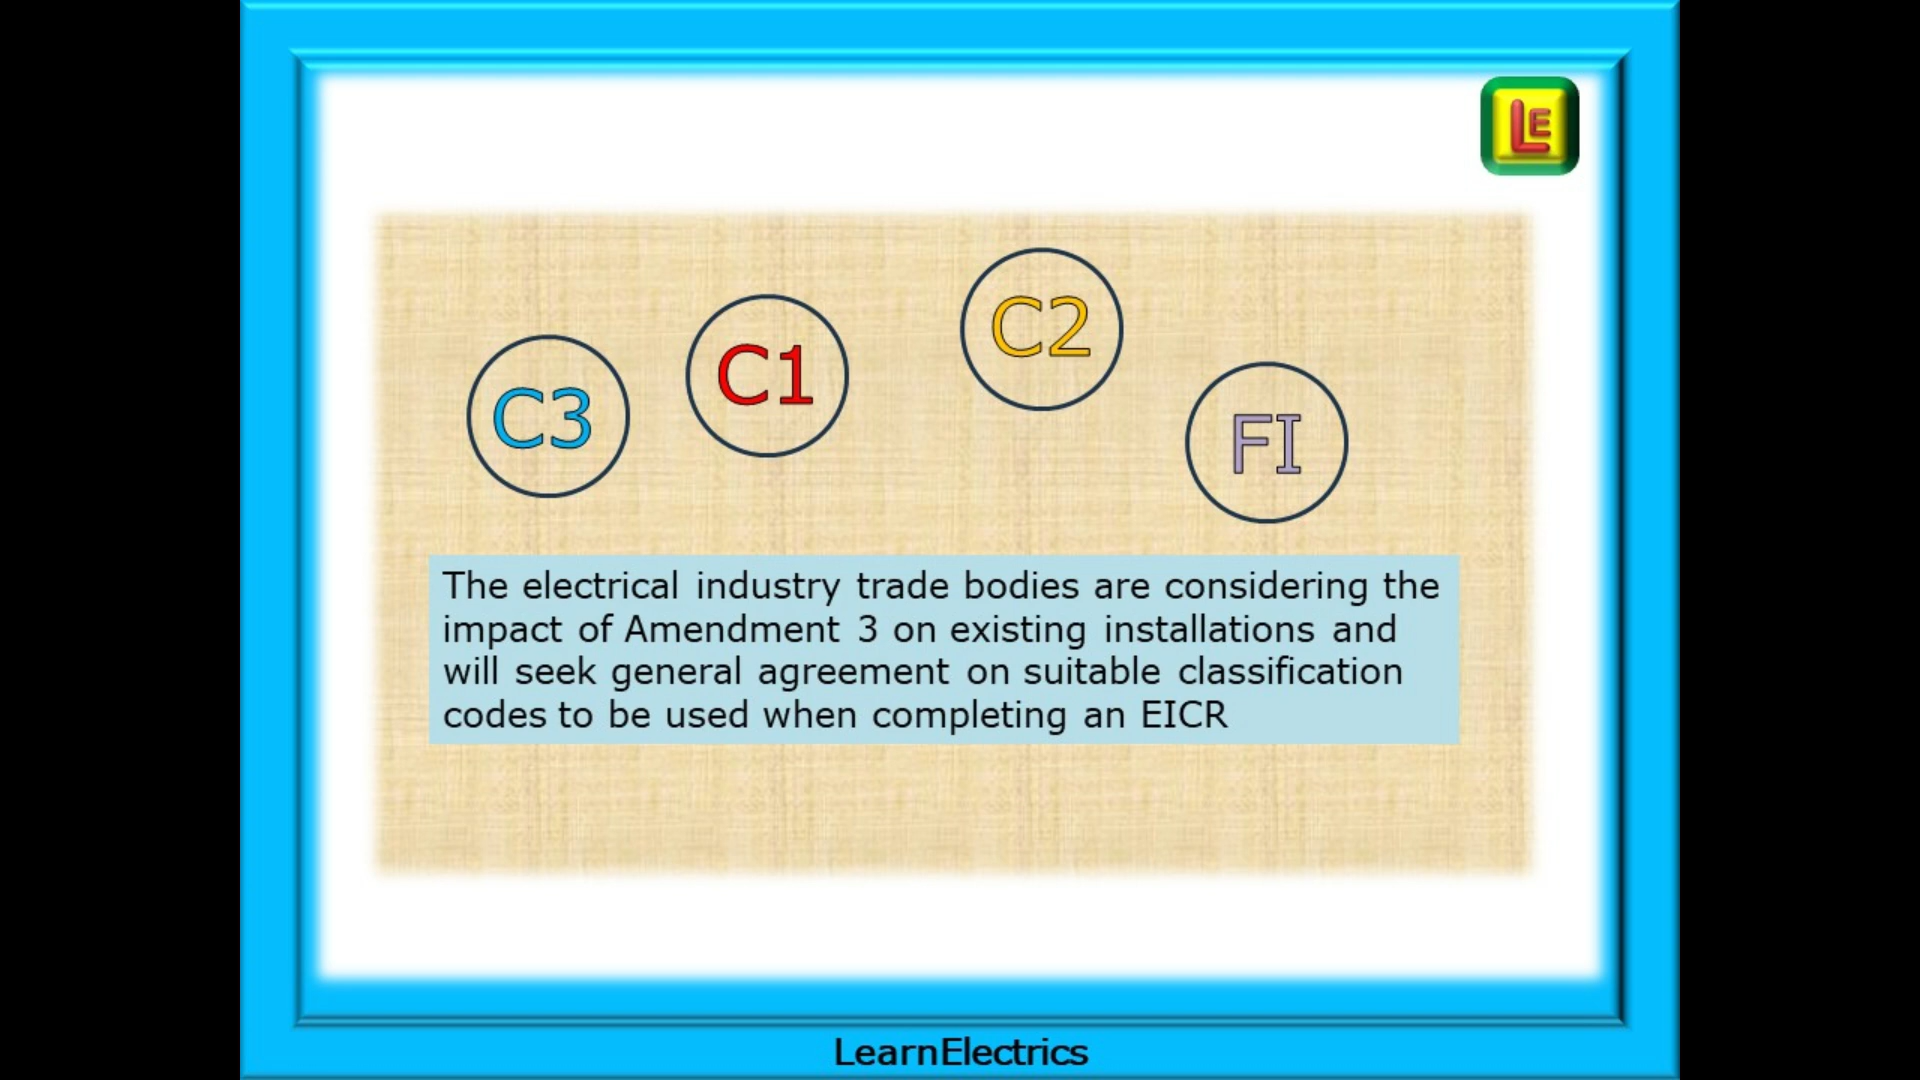 LE
C3
C1
C2
FI
The electrical industry trade bodies are considering the
impact of Amendment 3 on existing installations and
will seek general agreement on suitable classification
codes to be used when completing an EICR
LearnElectrics